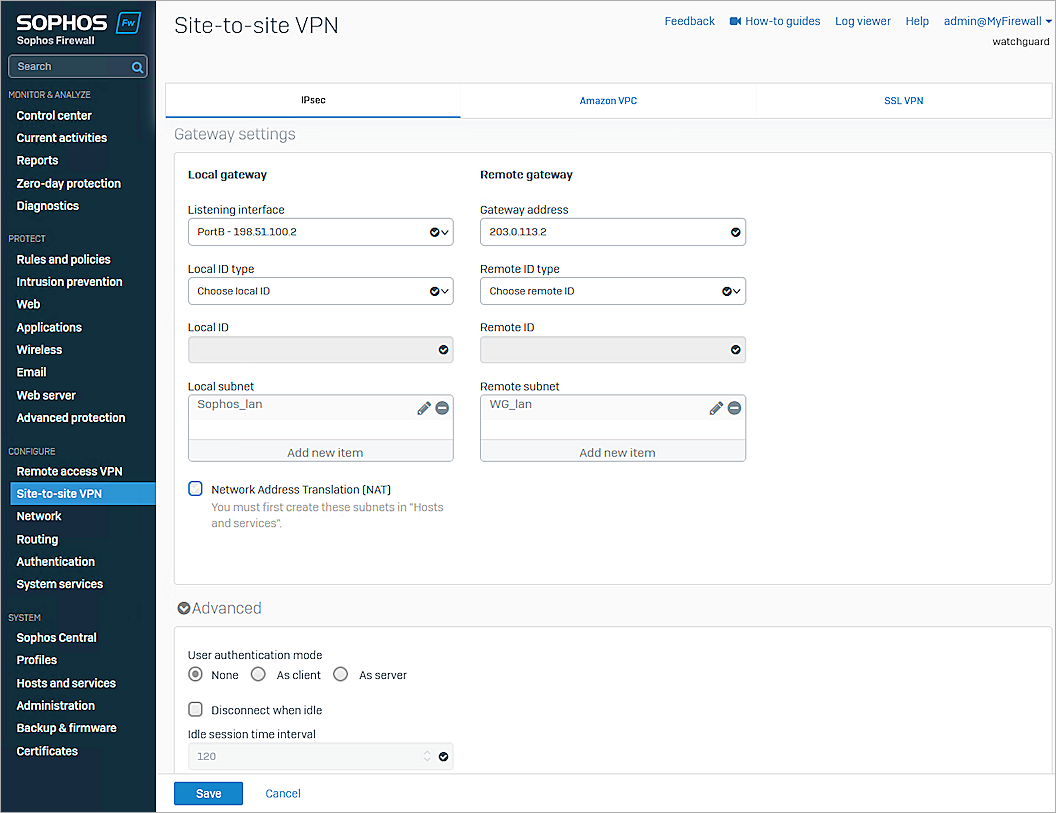 SOPHOS Fw
Sophos Firewall
Search
MONITOR & ANALYZE
Control center
Current activities
Reports
Zero-day protection
Diagnostics
PROTECT
Rules and policies
Intrusion prevention
Web
Applications
Wireless
Email
Web server
Advanced protection
CONFIGURE
Remote access VPN
Site-to-site VPN
Network
Routing
Authentication
System services
SYSTEM
Sophos Central
Profiles
Hosts and services
Administration
Backup & firmware
Certificates
Site-to-site VPN
Feedback How-to guides Log viewer Help admin@MyFirewall
watchguard
IPsec Amazon VPC SSL VPN
Gateway settings
Local gateway
Listening interface
PortB - 198.51.100.2
Local ID type
Choose local ID
Local ID
Local subnet
Sophos_lan
Add new item
Network Address Translation (NAT)
You must first create these subnets in "Hosts
and services".
Remote gateway
Gateway address
203.0.113.2
Remote ID type
Choose remote ID
Remote ID
Remote subnet
WG_lan
Add new item
Advanced
User authentication mode
None As client As server
Disconnect when idle
Idle session time interval
120
Save Cancel